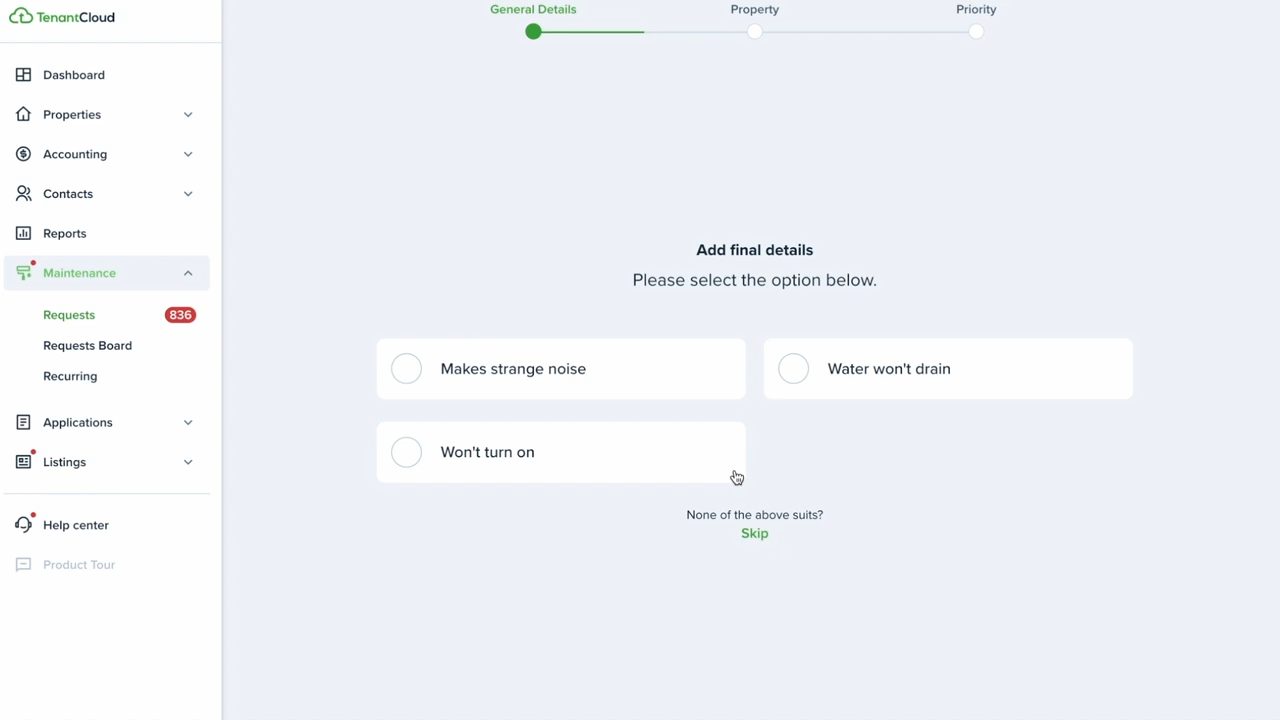 TenantCloud
General Details
Property
Priority
Dashboard
Properties
Accounting
Contacts
Reports
Maintenance
Requests 836
Requests Board
Recurring
Applications
Listings
Help center
Product Tour
Add final details
Please select the option below.
Makes strange noise
Water won't drain
Won't turn on
None of the above suits?
Skip